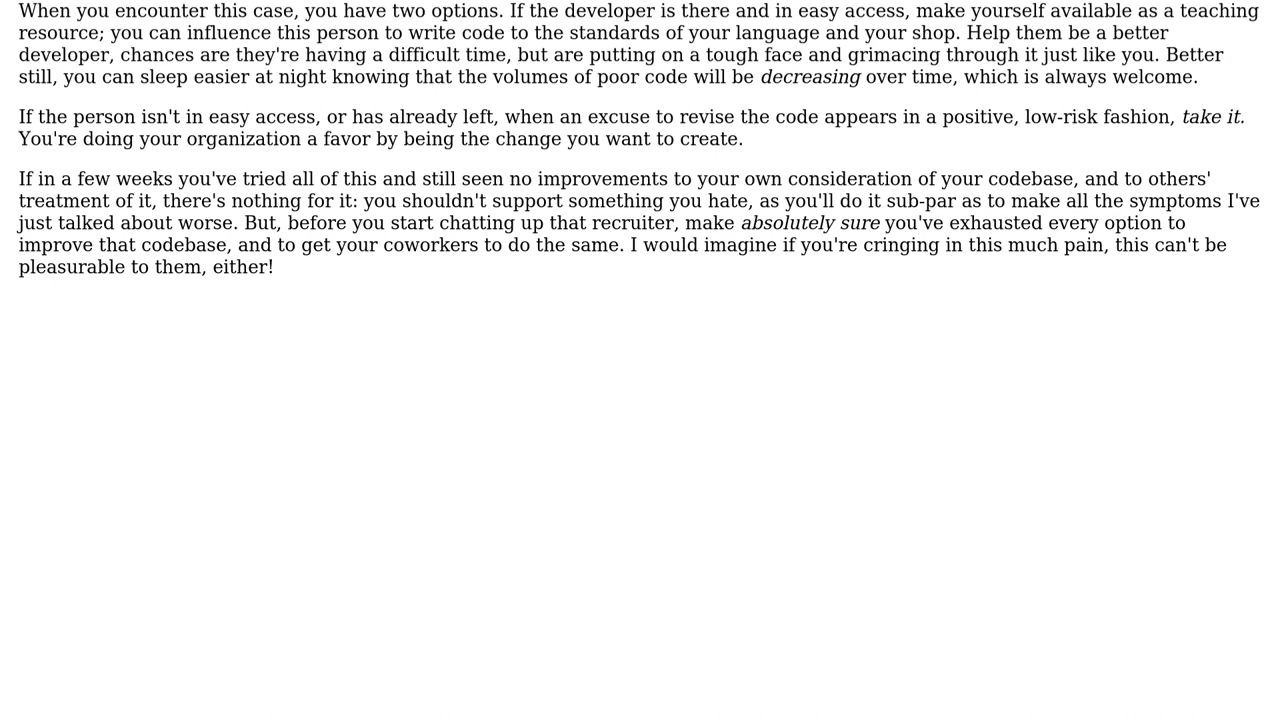 When you encounter this case, you have two options. If the developer is there and in easy access, make yourself available as a teaching
resource; you can influence this person to write code to the standards of your language and your shop. Help them be a better
developer, chances are they're having a difficult time, but are putting on a tough face and grimacing through it just like you. Better
still, you can sleep easier at night knowing that the volumes of poor code will be decreasing over time, which is always welcome.
If the person isn't in easy access, or has already left, when an excuse to revise the code appears in a positive, low-risk fashion, take it.
You're doing your organization a favor by being the change you want to create.
If in a few weeks you've tried all of this and still seen no improvements to your own consideration of your codebase, and to others'
treatment of it, there's nothing for it: you shouldn't support something you hate, as you'll do it sub-par as to make all the symptoms I've
just talked about worse. But, before you start chatting up that recruiter, make absolutely sure you've exhausted every option to
improve that codebase, and to get your coworkers to do the same. I would imagine if you're cringing in this much pain, this can't be
pleasurable to them, either!